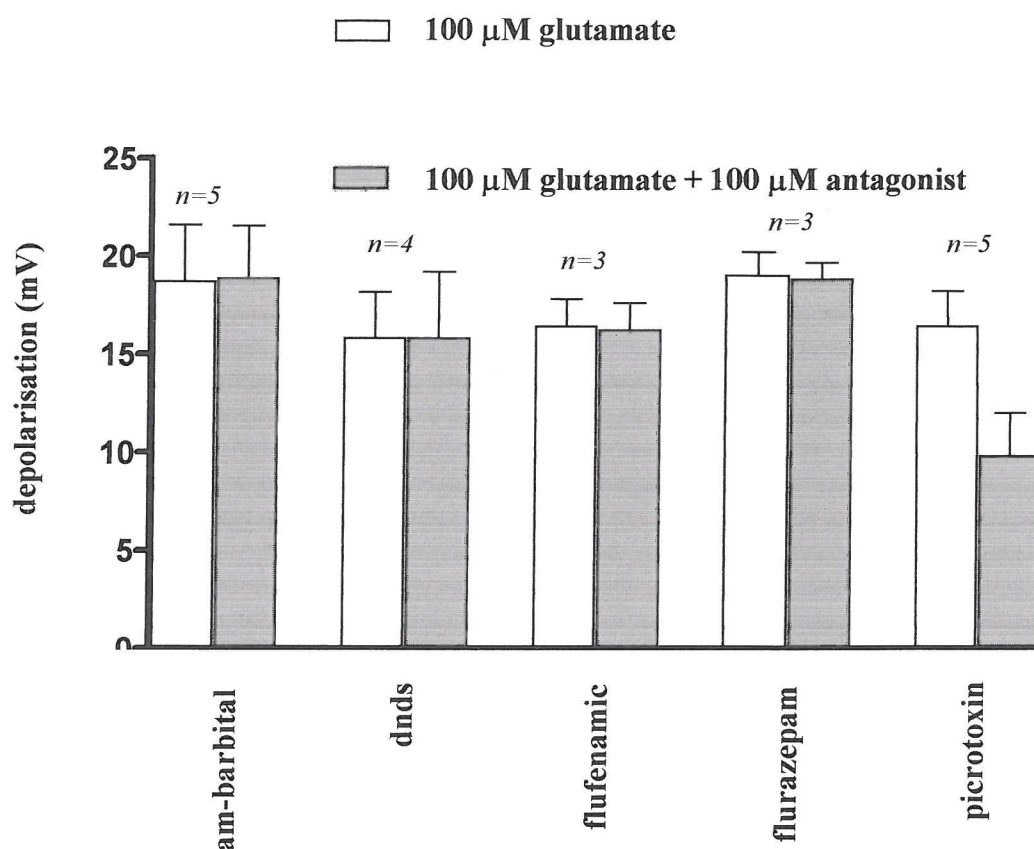 100 μM glutamate
100 μM glutamate + 100 μM antagonist
depolarisation (mV)
25
20
15
10
5
0
n=5
n=4
n=3
n=3
n=5
am-barbital
dnds
flufenamic
flurazepam
picrotoxin